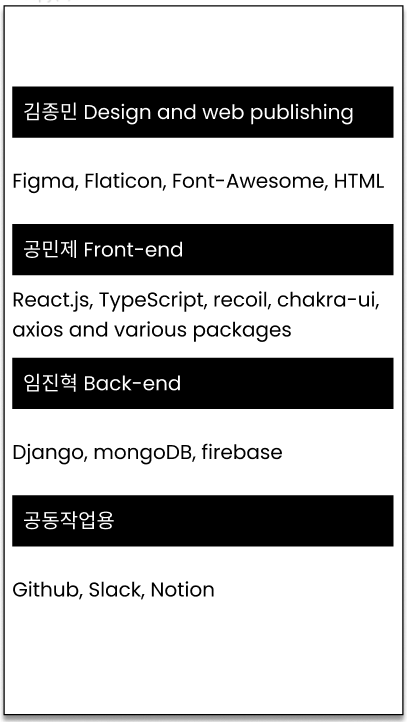 김종민 Design and web publishing
Figma, Flaticon, Font-Awesome, HTML
공민제 Front-end
React.js, TypeScript, recoil, chakra-ui,
axios and various packages
임진혁 Back-end
Django, mongoDB, firebase
공동작업용
Github, Slack, Notion